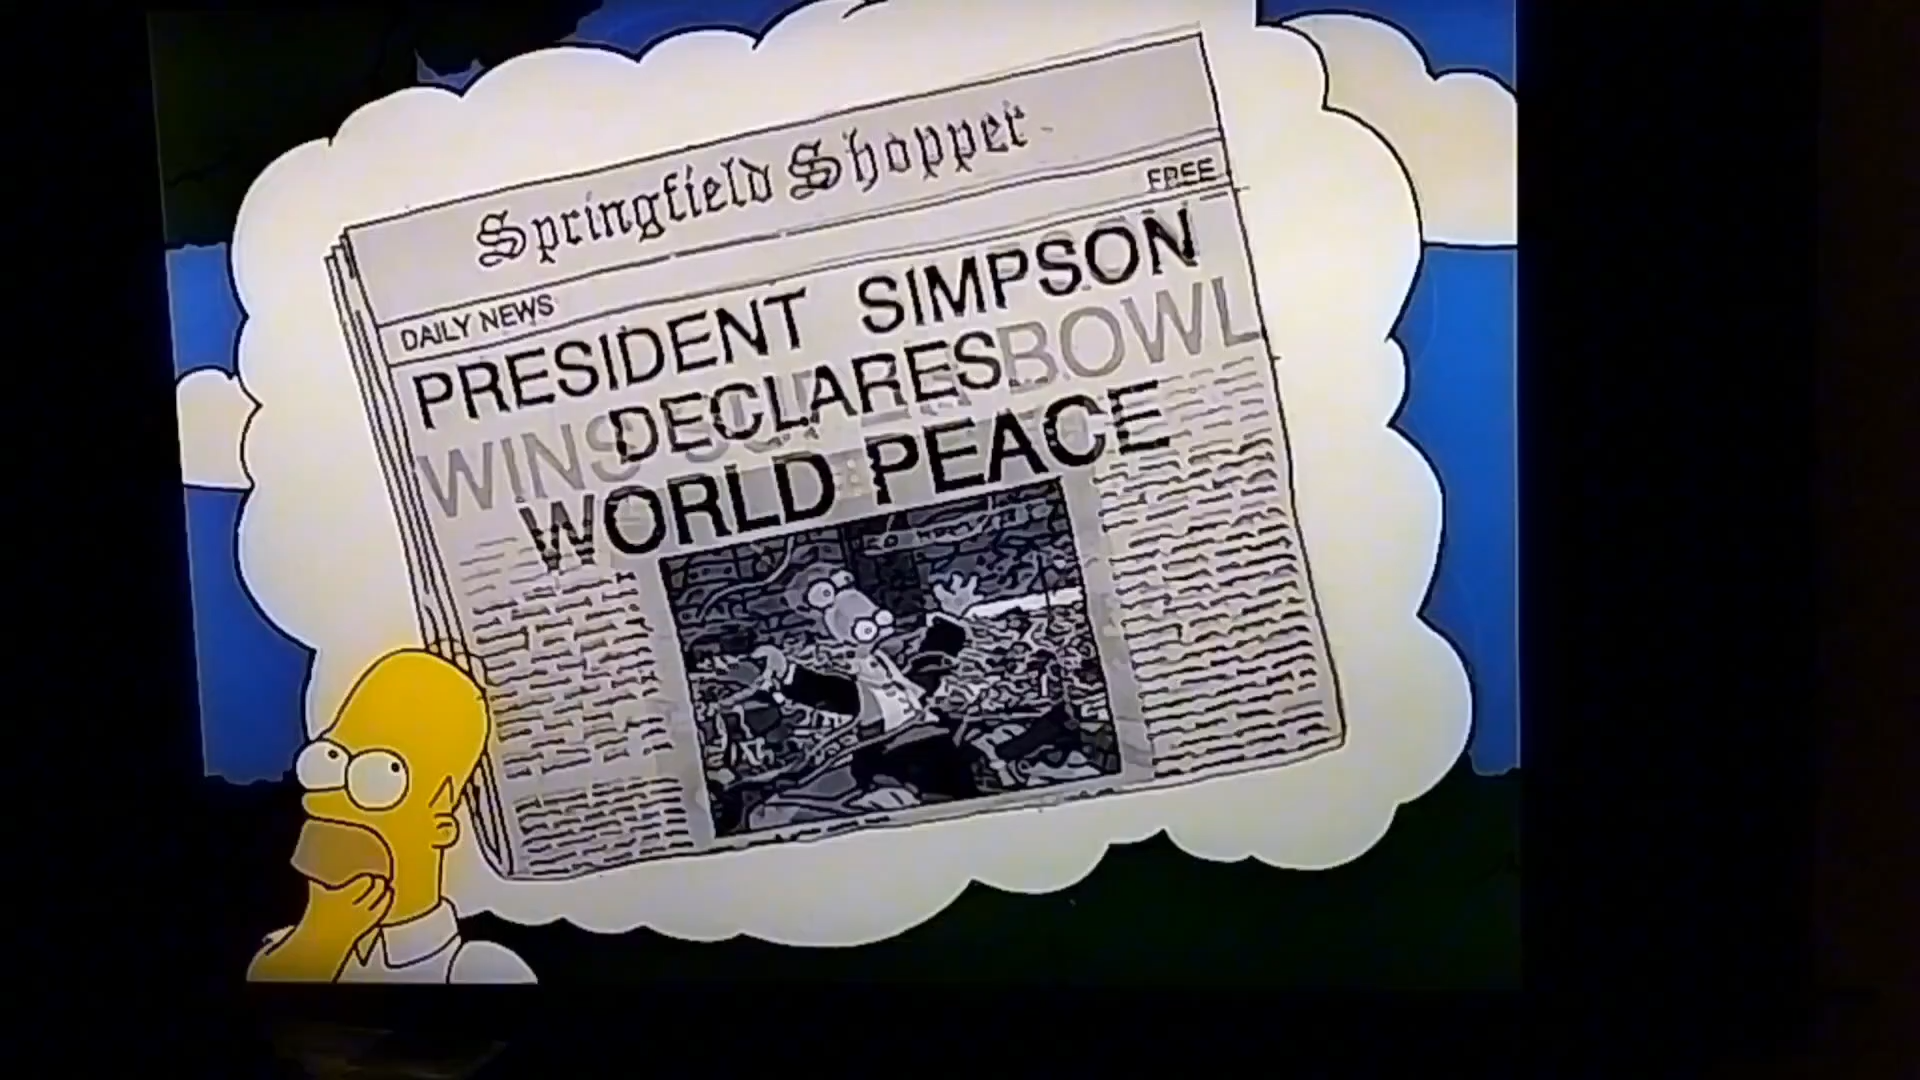 Springfield Shopper
DAILY NEWS FREE
PRESIDENT SIMPSON
DECLARES
WINS BOWL
WORLD PEACE